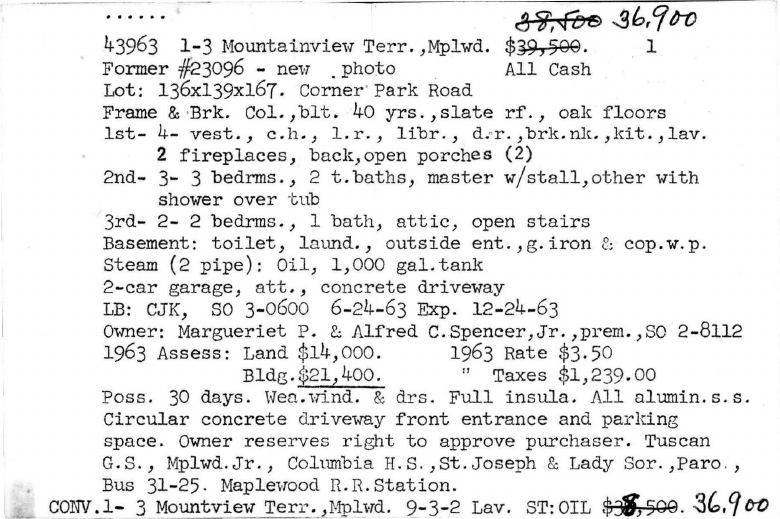 ...... 38,500 36,900
43963 1-3 Mountainview Terr.,Mplwd. $39,500. 1
Former #23096 - new . photo All Cash
Lot: 136x139x167. Corner Park Road
Frame & Brk. Col.,blt. 40 yrs.,slate rf., oak floors
1st- 4- vest., c.h., l.r., libr., d.r.,brk.nk.,kit.,lav.
2 fireplaces, back,open porches (2)
2nd- 3- 3 bedrms., 2 t.baths, master w/stall,other with
shower over tub
3rd- 2- 2 bedrms., 1 bath, attic, open stairs
Basement: toilet, laund., outside ent.,g.iron & cop.w.p.
Steam (2 pipe): Oil, 1,000 gal.tank
2-car garage, att., concrete driveway
LB: CJK, SO 3-0600 6-24-63 Exp. 12-24-63
Owner: Margueriet P. & Alfred C.Spencer,Jr.,prem.,SO 2-8112
1963 Assess: Land $14,000. 1963 Rate $3.50
Bldg.$21,400. " Taxes $1,239.00
Poss. 30 days. Wea.wind. & drs. Full insula. All alumin.s.s.
Circular concrete driveway front entrance and parking
space. Owner reserves right to approve purchaser. Tuscan
G.S., Mplwd.Jr., Columbia H.S.,St.Joseph & Lady Sor.,Paro.,
Bus 31-25. Maplewood R.R.Station.
CONV.1- 3 Mountview Terr.,Mplwd. 9-3-2 Lav. ST:OIL $38,500. 36,900